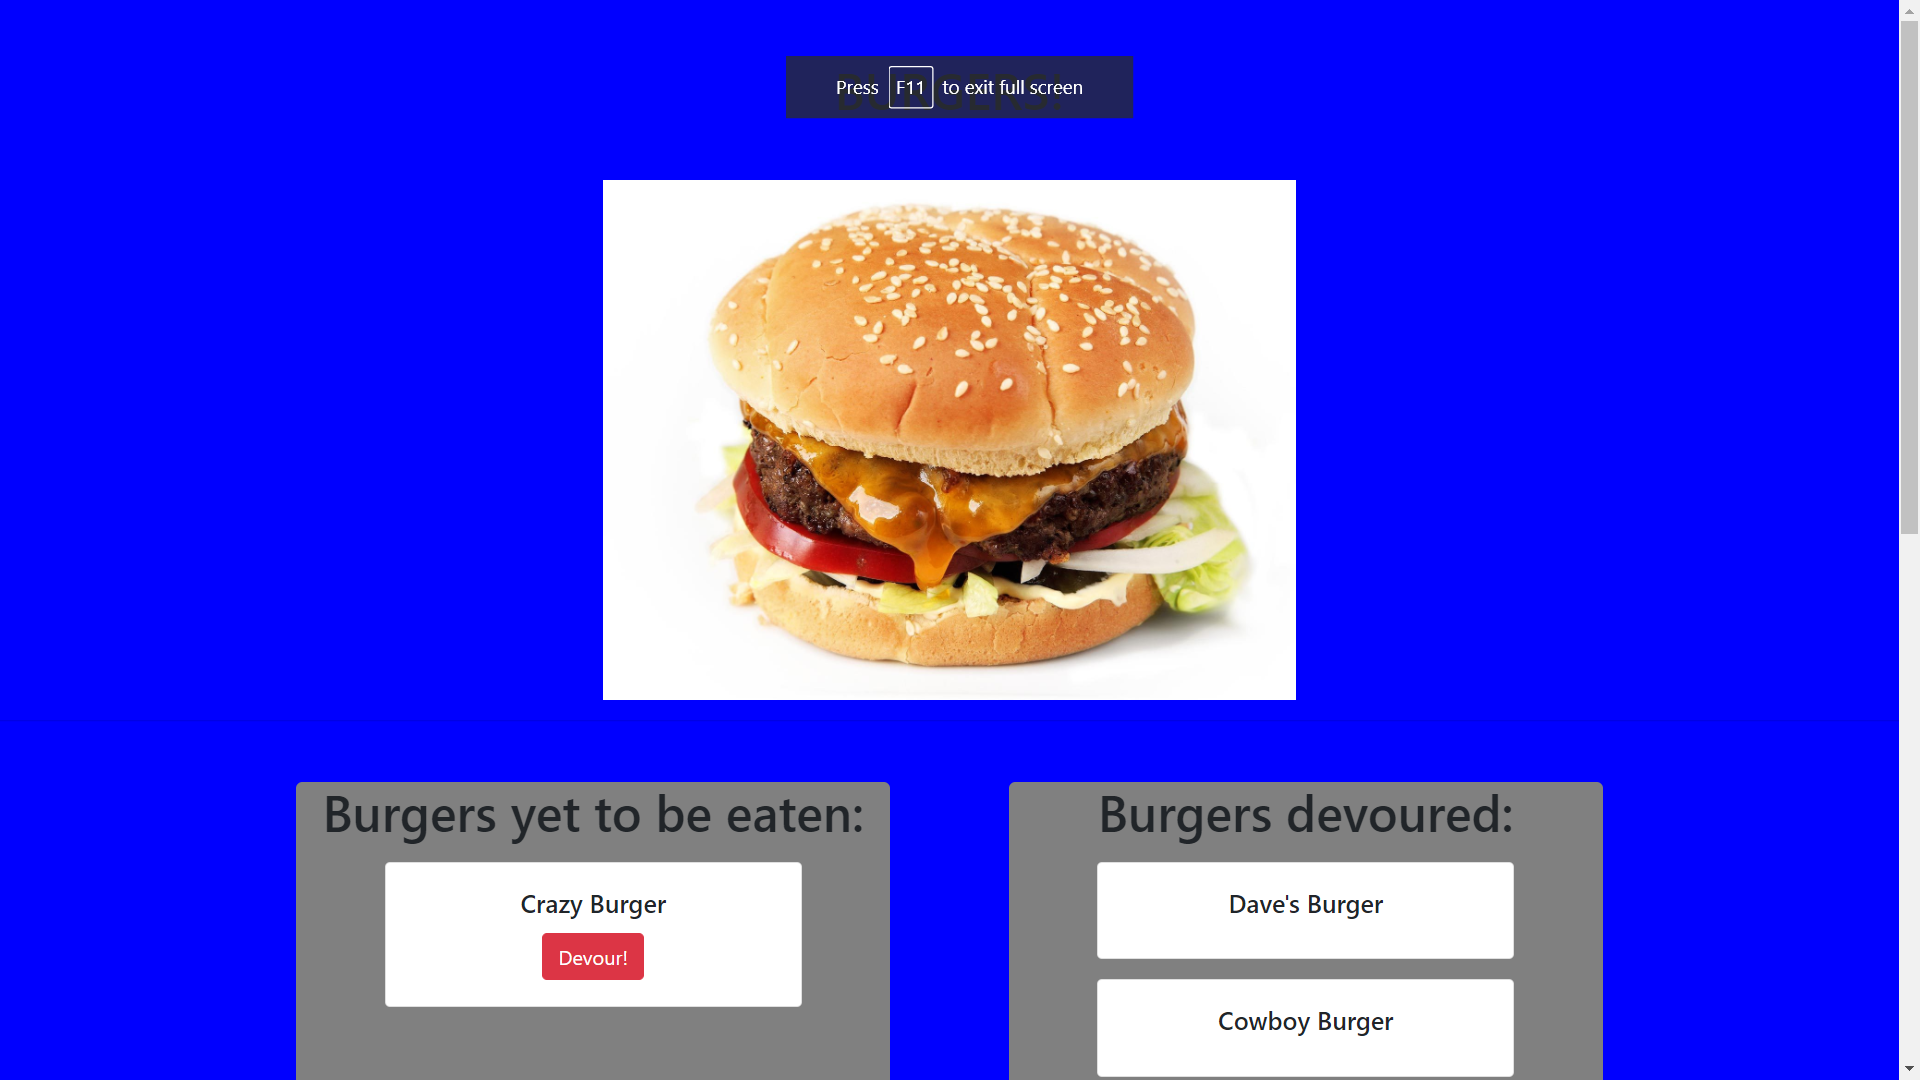 BURGERS!
Press F11 to exit full screen
Burgers yet to be eaten:
Crazy Burger
Devour!
Burgers devoured:
Dave's Burger
Cowboy Burger